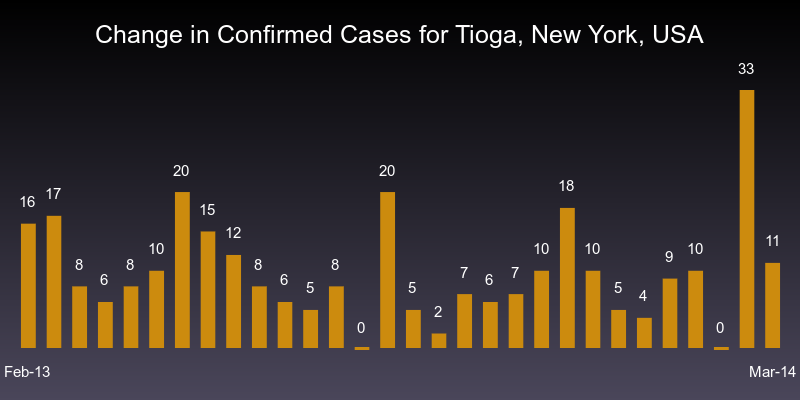 Change in Confirmed Cases for Tioga, New York, USA
16 17 8 6 8 10 20 15 12 8 6 5 8 0 20 5 2 7 6 7 10 18 10 5 4 9 10 0 33 11
Feb-13 Mar-14